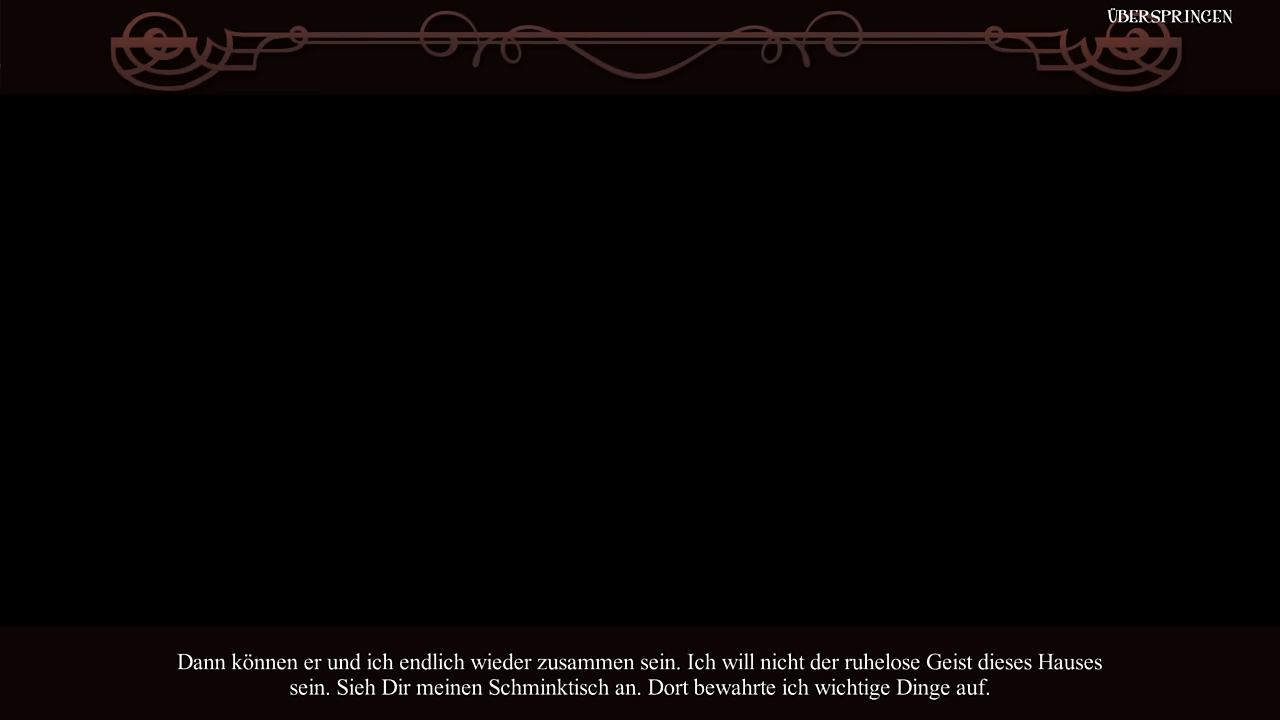 ÜBERSPRINGEN
Dann können er und ich endlich wieder zusammen sein. Ich will nicht der ruhelose Geist dieses Hauses
sein. Sieh Dir meinen Schminktisch an. Dort bewahrte ich wichtige Dinge auf.